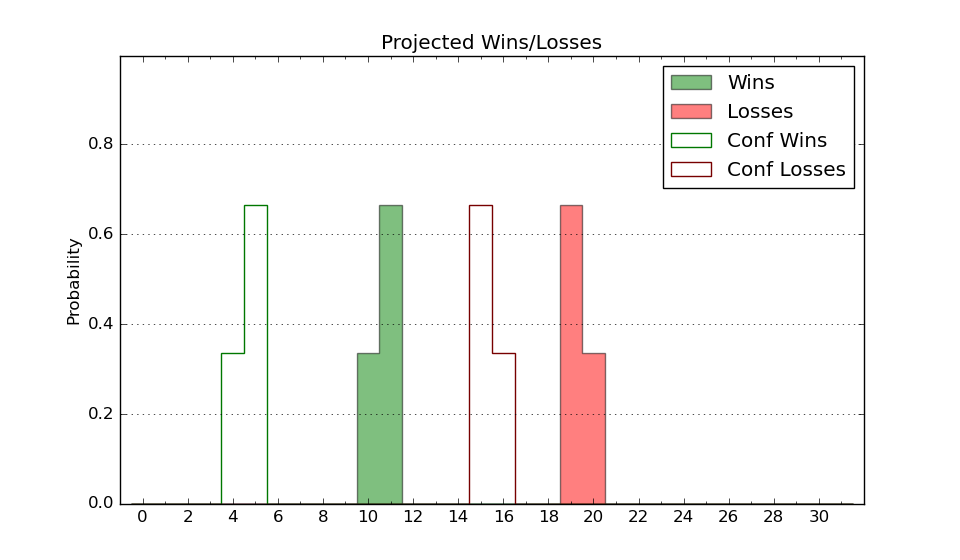 Projected Wins/Losses
Wins
Losses
Conf Wins
Conf Losses
Probability
0.8
0.6
0.4
0.2
0.0
0 2 4 6 8 10 12 14 16 18 20 22 24 26 28 30